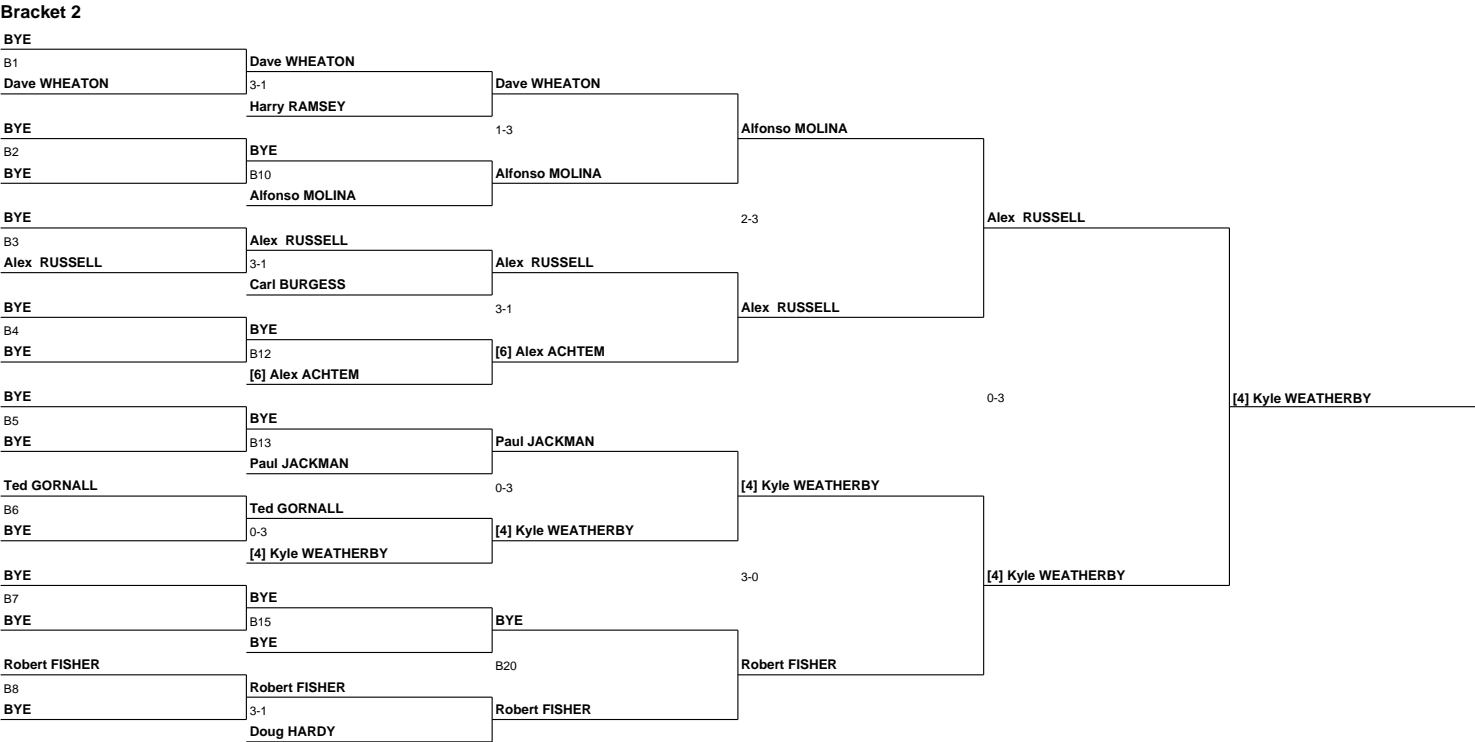 Bracket 2
BYE
B1
Dave WHEATON
BYE
B2
BYE
BYE
B3
Alex  RUSSELL
BYE
B4
BYE
BYE
B5
BYE
Ted GORNALL
B6
BYE
BYE
B7
BYE
Robert FISHER
B8
BYE
Dave WHEATON
3-1
Harry RAMSEY
BYE
B10
Alfonso MOLINA
Alex  RUSSELL
3-1
Carl BURGESS
BYE
B12
[6] Alex ACHTEM
BYE
B13
Paul JACKMAN
Ted GORNALL
0-3
[4] Kyle WEATHERBY
BYE
B15
BYE
Robert FISHER
3-1
Doug HARDY
Dave WHEATON
1-3
Alfonso MOLINA
Alex  RUSSELL
3-1
[6] Alex ACHTEM
Paul JACKMAN
0-3
[4] Kyle WEATHERBY
BYE
B20
Robert FISHER
Alfonso MOLINA
2-3
Alex  RUSSELL
[4] Kyle WEATHERBY
3-0
Robert FISHER
Alex  RUSSELL
0-3
[4] Kyle WEATHERBY
[4] Kyle WEATHERBY